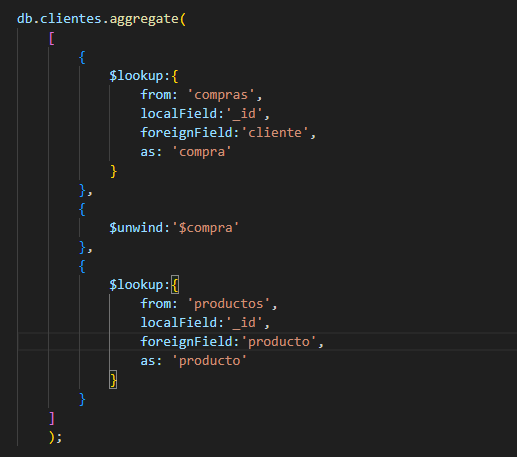 db.clientes.aggregate(
    [
        {
            $lookup:{
                from: 'compras',
                localField:'_id',
                foreignField:'cliente',
                as: 'compra'
            }
        },
        {
            $unwind:'$compra'
        },
        {
            $lookup:{
                from: 'productos',
                localField:'_id',
                foreignField:'producto',
                as: 'producto'
            }
        }
    ]
    );